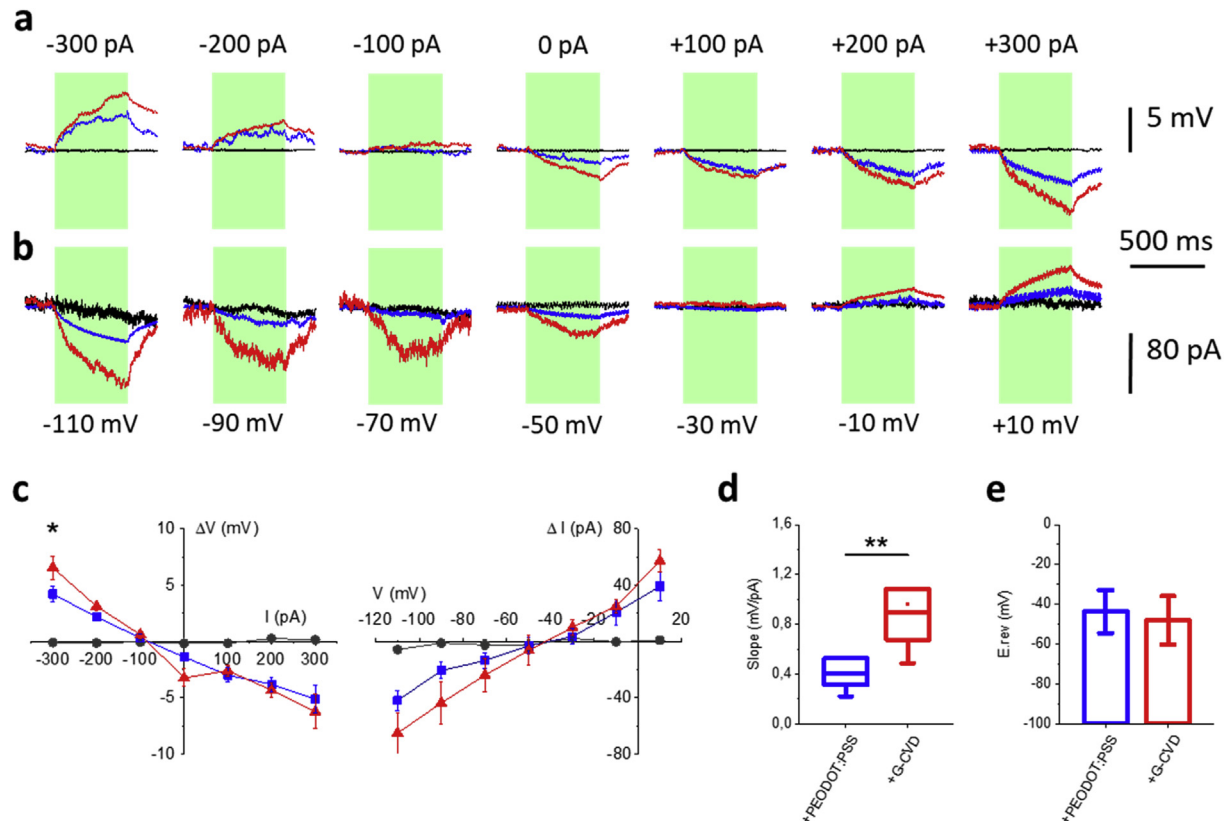 a
-300 pA -200 pA -100 pA 0 pA +100 pA +200 pA +300 pA
5 mV
500 ms
b
80 pA
-110 mV -90 mV -70 mV -50 mV -30 mV -10 mV +10 mV
c
*
10
5
-5
-10
ΔV (mV)
I (pA)
-300 -200 -100 0 100 200 300
80
40
-40
-80
Δ I (pA)
V (mV)
-120 -100 -80 -60 -40 -20 20
d
**
1,6
1,2
0,8
0,4
0,0
Slope (mV/pA)
+PEODOT:PSS
+G-CVD
e
0
-20
-40
-60
-80
-100
E.rev (mV)
+PEODOT:PSS
+G-CVD